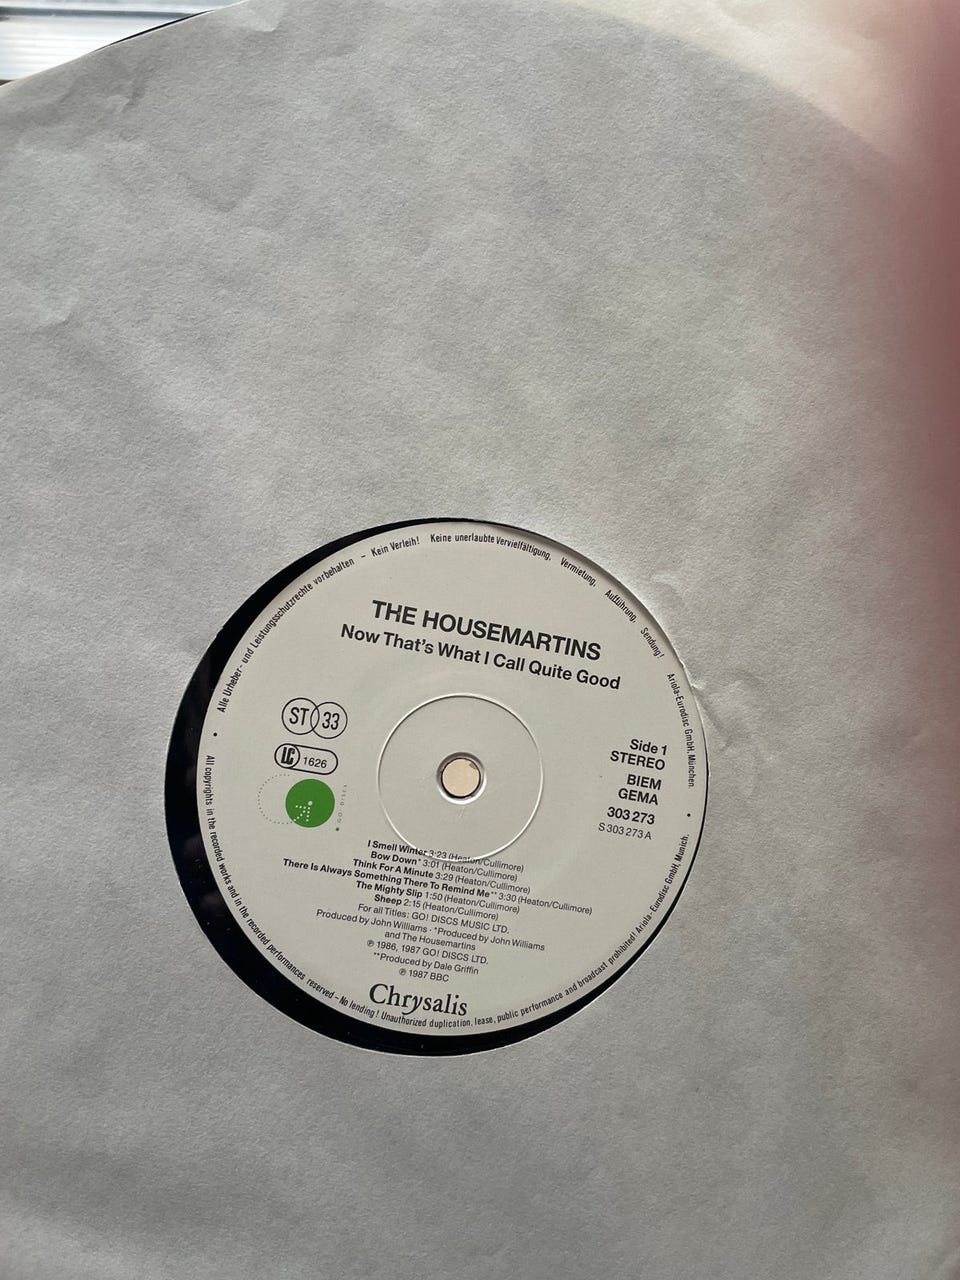 Alle Urheber- und Leistungsschutzrechte vorbehalten – Kein Verleih! Keine unerlaubte Vervielfältigung, Vermietung, Aufführung, Sendung! Ariola-Eurodisc GmbH, München.
THE HOUSEMARTINS
Now That's What I Call Quite Good
ST 33
LC 1626
GO! DISCS
Side 1
STEREO
BIEM
GEMA
303 273
S 303 273 A
I Smell Winter 3:23 (Heaton/Cullimore)
Bow Down* 3:01 (Heaton/Cullimore)
Think For A Minute 3:29 (Heaton/Cullimore)
There Is Always Something There To Remind Me** 3:30 (Heaton/Cullimore)
The Mighty Slip 1:50 (Heaton/Cullimore)
Sheep 2:15 (Heaton/Cullimore)
For all Titles: GO! DISCS MUSIC LTD.
Produced by John Williams · *Produced by John Williams
and The Housemartins
℗ 1986, 1987 GO! DISCS LTD.
**Produced by Dale Griffin
℗ 1987 BBC
Chrysalis
All copyrights in the recorded works and in the recorded performances reserved – No lending! Unauthorized duplication, lease, public performance and broadcast prohibited! Ariola-Eurodisc GmbH, Munich.